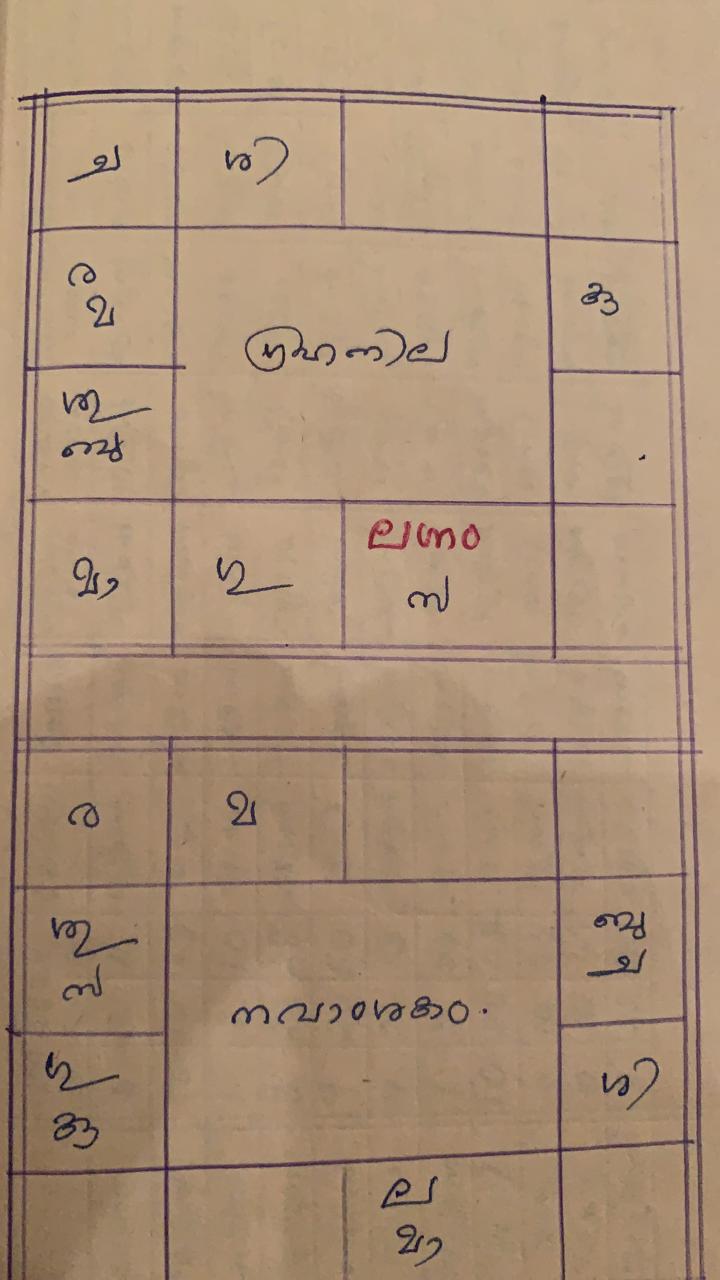 ച
ശി
ര
മ
കു
ഗ്രഹനില
ശു
ബു
മാ
ഗു
ലഗ്നം
സ
ര
മ
ശു
സ
ബു
ച
നവാംശകം.
ഗു
കു
ശി
ല
മാ